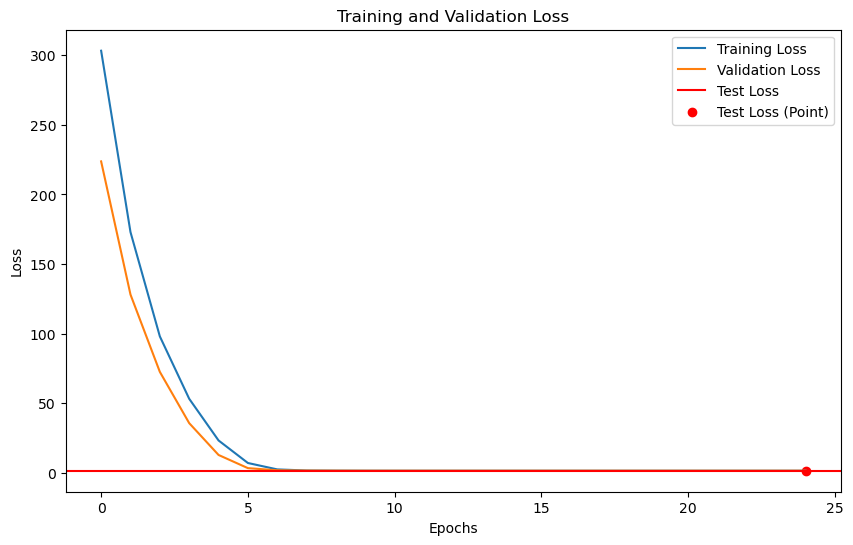 Training and Validation Loss
Training Loss
Validation Loss
Test Loss
Test Loss (Point)
300
250
200
150
100
50
0
Loss
0 5 10 15 20 25
Epochs